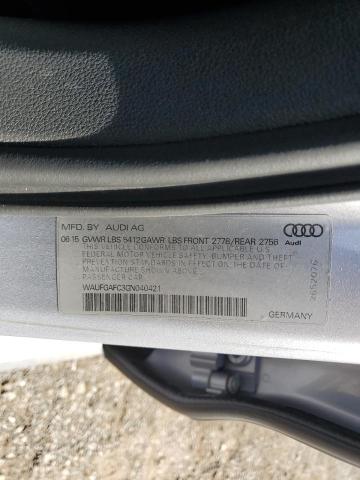 MFD. BY AUDI AG
06 15 GVWR LBS 5412GAWR LBS FRONT 2778/REAR 2756
THIS VEHICLE CONFORMS TO ALL APPLICABLE U.S.
FEDERAL MOTOR VEHICLE SAFETY, BUMPER AND THEFT
PREVENTION STANDARDS IN EFFECT ON THE DATE OF
MANUFACTURE SHOWN ABOVE.
PASSENGER CAR
WAUFGAFC3GN040421
Audi
2652076
GERMANY